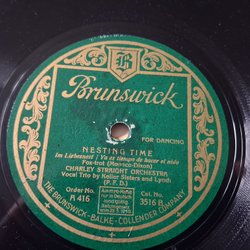 B
Brunswick
FOR DANCING
NESTING TIME
Im Liebesnest | Ya es tiempo de hacer el nido
Fox-trot (Monaco-Dixon)
CHARLEY STRAIGHT ORCHESTRA
Vocal Trio by Keller Sisters and Lynch
(P. F. D.)
Order No.
A 416
Cat. No.
3516 B
THE BRUNSWICK-BALKE-COLLENDER COMPANY